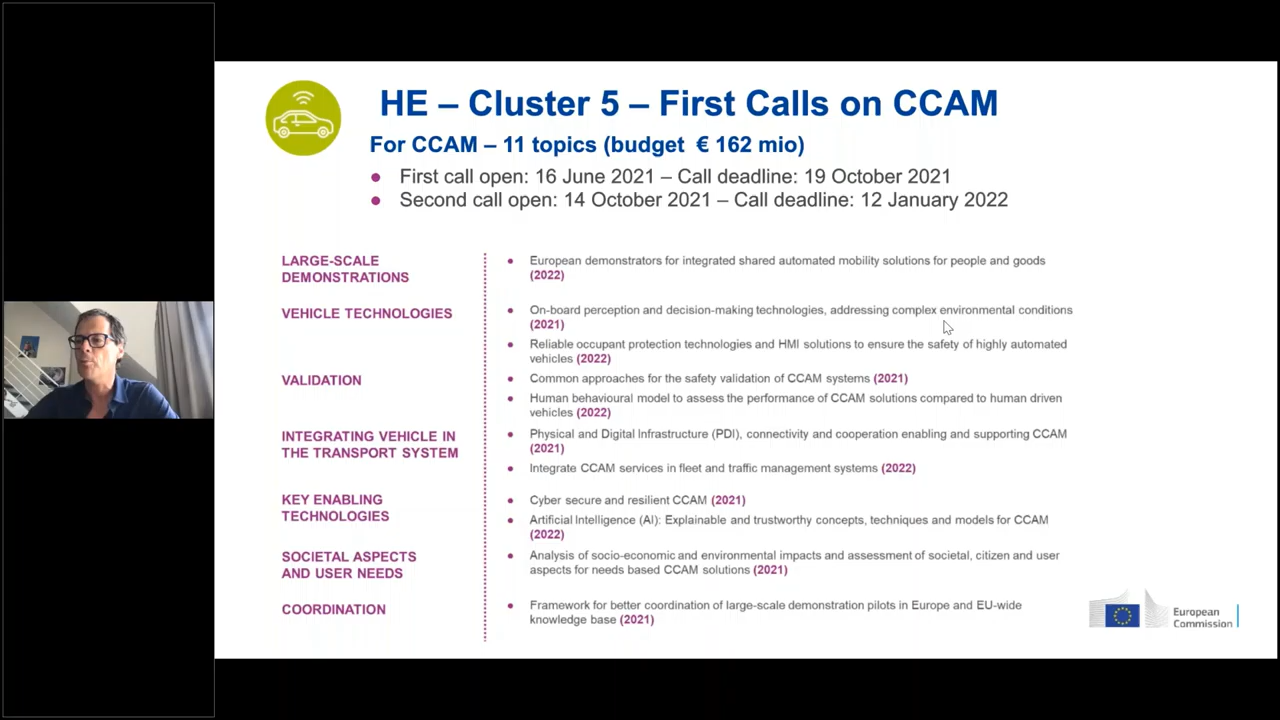 HE – Cluster 5 – First Calls on CCAM
For CCAM – 11 topics (budget € 162 mio)
● First call open: 16 June 2021 – Call deadline: 19 October 2021
● Second call open: 14 October 2021 – Call deadline: 12 January 2022
LARGE-SCALE
DEMONSTRATIONS
● European demonstrators for integrated shared automated mobility solutions for people and goods
(2022)
VEHICLE TECHNOLOGIES
● On-board perception and decision-making technologies, addressing complex environmental conditions
(2021)
● Reliable occupant protection technologies and HMI solutions to ensure the safety of highly automated
vehicles (2022)
VALIDATION
● Common approaches for the safety validation of CCAM systems (2021)
● Human behavioural model to assess the performance of CCAM solutions compared to human driven
vehicles (2022)
INTEGRATING VEHICLE IN
THE TRANSPORT SYSTEM
● Physical and Digital Infrastructure (PDI), connectivity and cooperation enabling and supporting CCAM
(2021)
● Integrate CCAM services in fleet and traffic management systems (2022)
KEY ENABLING
TECHNOLOGIES
● Cyber secure and resilient CCAM (2021)
● Artificial Intelligence (AI): Explainable and trustworthy concepts, techniques and models for CCAM
(2022)
SOCIETAL ASPECTS
AND USER NEEDS
● Analysis of socio-economic and environmental impacts and assessment of societal, citizen and user
aspects for needs based CCAM solutions (2021)
COORDINATION
● Framework for better coordination of large-scale demonstration pilots in Europe and EU-wide
knowledge base (2021)
European
Commission